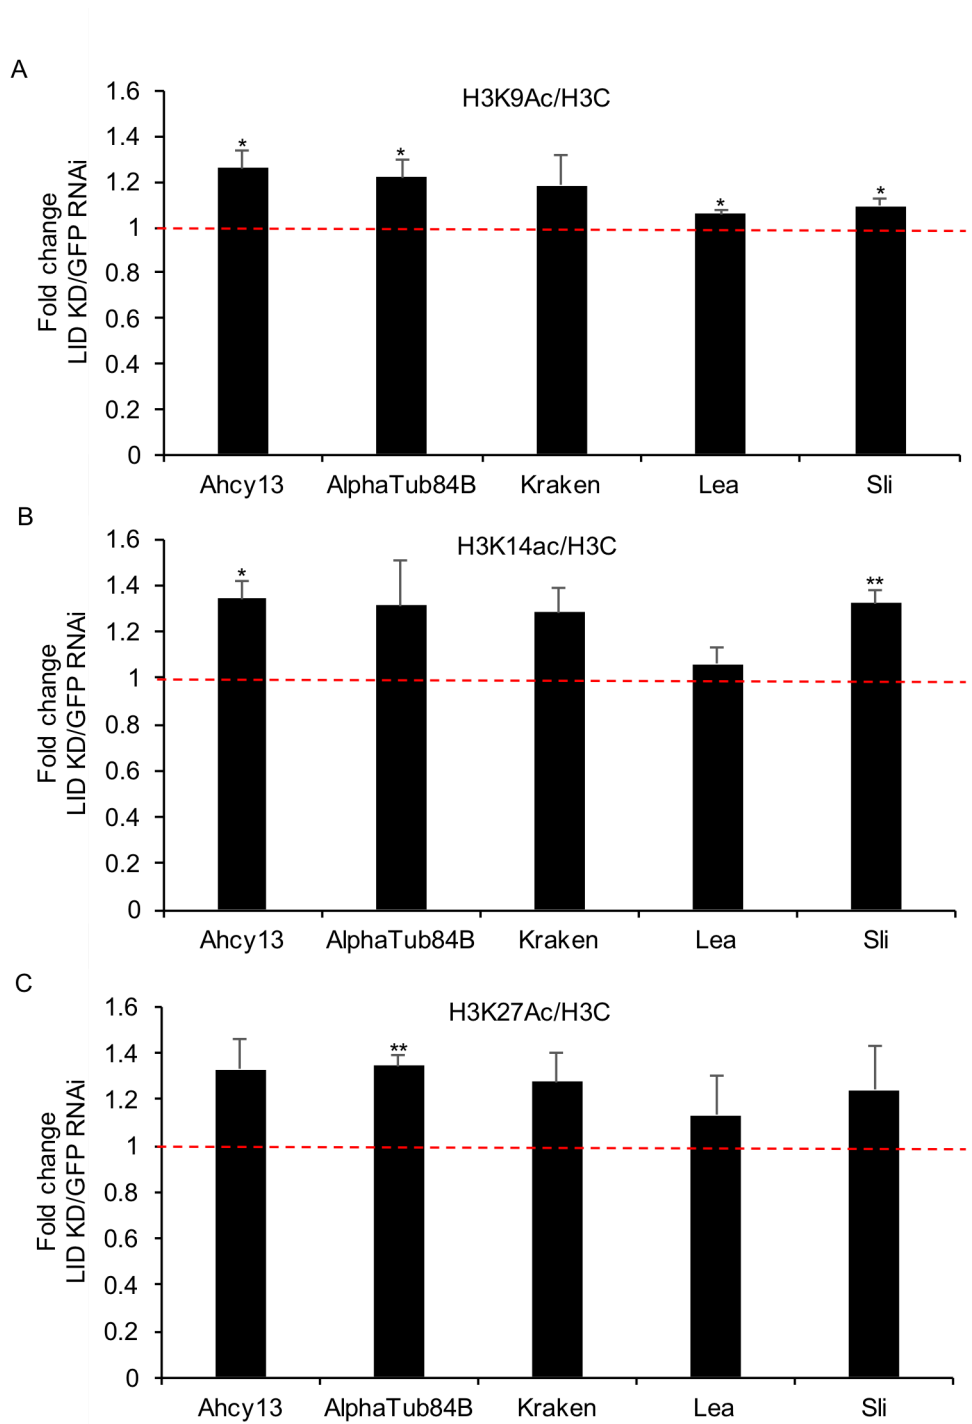 A
H3K9Ac/H3C
Fold change
LID KD/GFP RNAi
1.6
1.4
1.2
1
0.8
0.6
0.4
0.2
0
*
*
*
*
Ahcy13 AlphaTub84B Kraken Lea Sli
B
H3K14ac/H3C
Fold change
LID KD/GFP RNAi
1.6
1.4
1.2
1
0.8
0.6
0.4
0.2
0
*
**
Ahcy13 AlphaTub84B Kraken Lea Sli
C
H3K27Ac/H3C
Fold change
LID KD/GFP RNAi
1.6
1.4
1.2
1
0.8
0.6
0.4
0.2
0
**
Ahcy13 AlphaTub84B Kraken Lea Sli